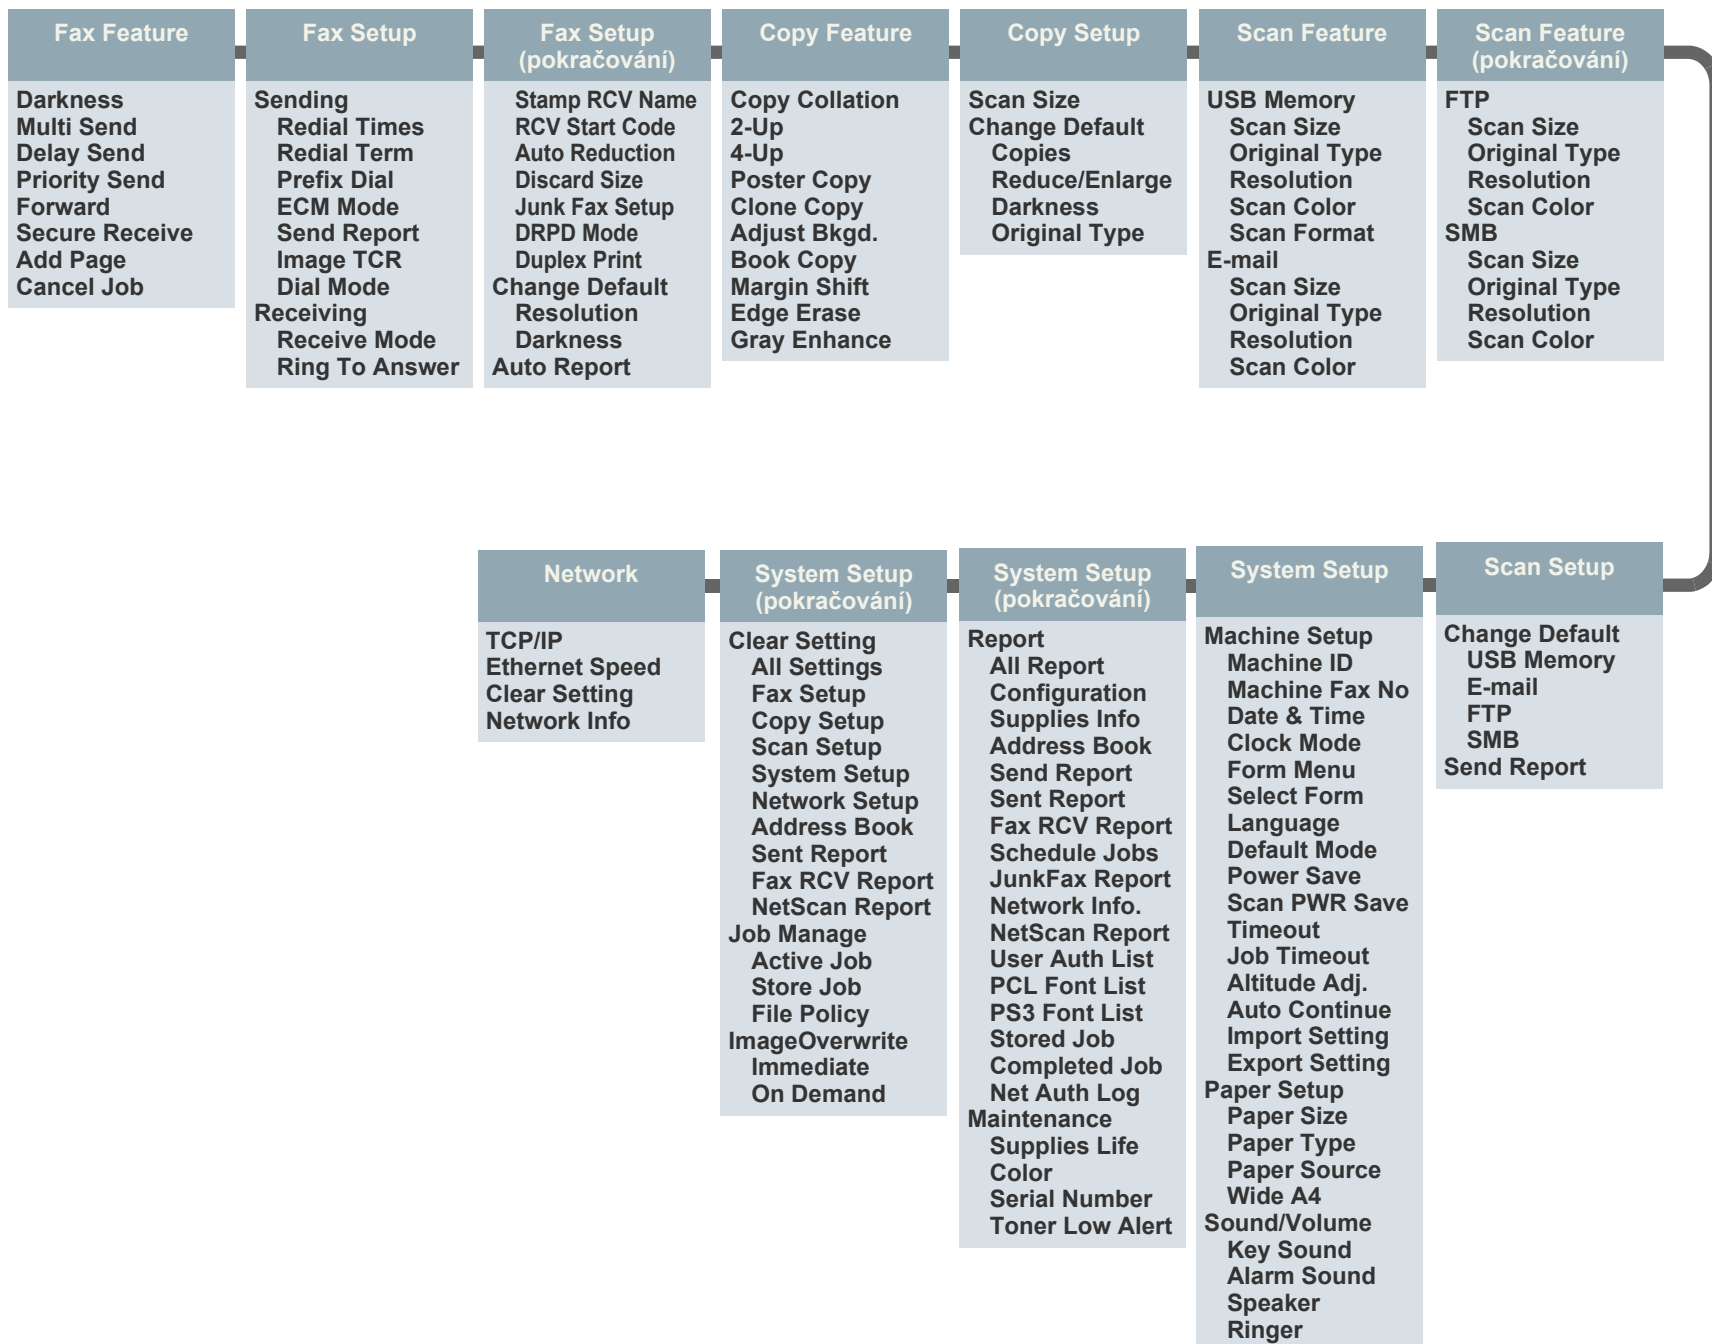 Fax Feature
Darkness
Multi Send
Delay Send
Priority Send
Forward
Secure Receive
Add Page
Cancel Job
Fax Setup
Sending
Redial Times
Redial Term
Prefix Dial
ECM Mode
Send Report
Image TCR
Dial Mode
Receiving
Receive Mode
Ring To Answer
Fax Setup
(pokračování)
Stamp RCV Name
RCV Start Code
Auto Reduction
Discard Size
Junk Fax Setup
DRPD Mode
Duplex Print
Change Default
Resolution
Darkness
Auto Report
Copy Feature
Copy Collation
2-Up
4-Up
Poster Copy
Clone Copy
Adjust Bkgd.
Book Copy
Margin Shift
Edge Erase
Gray Enhance
Copy Setup
Scan Size
Change Default
Copies
Reduce/Enlarge
Darkness
Original Type
Scan Feature
USB Memory
Scan Size
Original Type
Resolution
Scan Color
Scan Format
E-mail
Scan Size
Original Type
Resolution
Scan Color
Scan Feature
(pokračování)
FTP
Scan Size
Original Type
Resolution
Scan Color
SMB
Scan Size
Original Type
Resolution
Scan Color
Network
TCP/IP
Ethernet Speed
Clear Setting
Network Info
System Setup
(pokračování)
Clear Setting
All Settings
Fax Setup
Copy Setup
Scan Setup
System Setup
Network Setup
Address Book
Sent Report
Fax RCV Report
NetScan Report
Job Manage
Active Job
Store Job
File Policy
ImageOverwrite
Immediate
On Demand
System Setup
(pokračování)
Report
All Report
Configuration
Supplies Info
Address Book
Send Report
Sent Report
Fax RCV Report
Schedule Jobs
JunkFax Report
Network Info.
NetScan Report
User Auth List
PCL Font List
PS3 Font List
Stored Job
Completed Job
Net Auth Log
Maintenance
Supplies Life
Color
Serial Number
Toner Low Alert
System Setup
Machine Setup
Machine ID
Machine Fax No
Date & Time
Clock Mode
Form Menu
Select Form
Language
Default Mode
Power Save
Scan PWR Save
Timeout
Job Timeout
Altitude Adj.
Auto Continue
Import Setting
Export Setting
Paper Setup
Paper Size
Paper Type
Paper Source
Wide A4
Sound/Volume
Key Sound
Alarm Sound
Speaker
Ringer
Scan Setup
Change Default
USB Memory
E-mail
FTP
SMB
Send Report